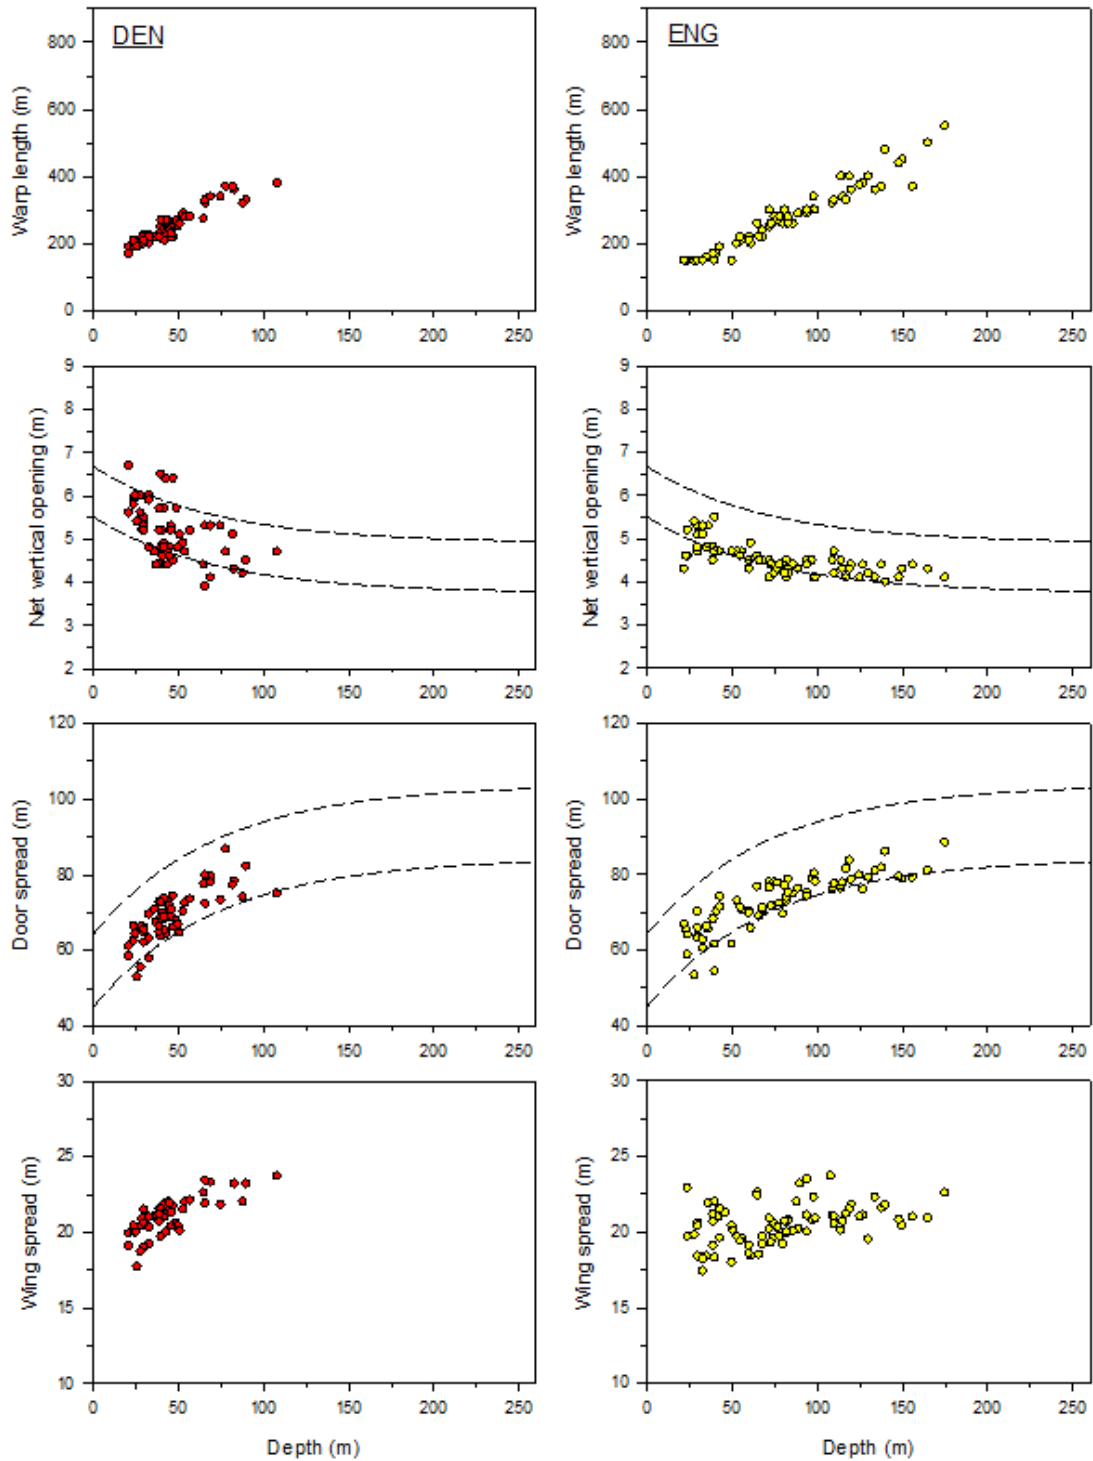 DEN
ENG
Warp length (m)
800
600
400
200
0
0 50 100 150 200 250
Warp length (m)
800
600
400
200
0
0 50 100 150 200 250
Net vertical opening (m)
9
8
7
6
5
4
3
2
0 50 100 150 200 250
Net vertical opening (m)
9
8
7
6
5
4
3
2
0 50 100 150 200 250
Door spread (m)
120
100
80
60
40
0 50 100 150 200 250
Door spread (m)
120
100
80
60
40
0 50 100 150 200 250
Wing spread (m)
30
25
20
15
10
0 50 100 150 200 250
Depth (m)
Wing spread (m)
30
25
20
15
10
0 50 100 150 200 250
Depth (m)